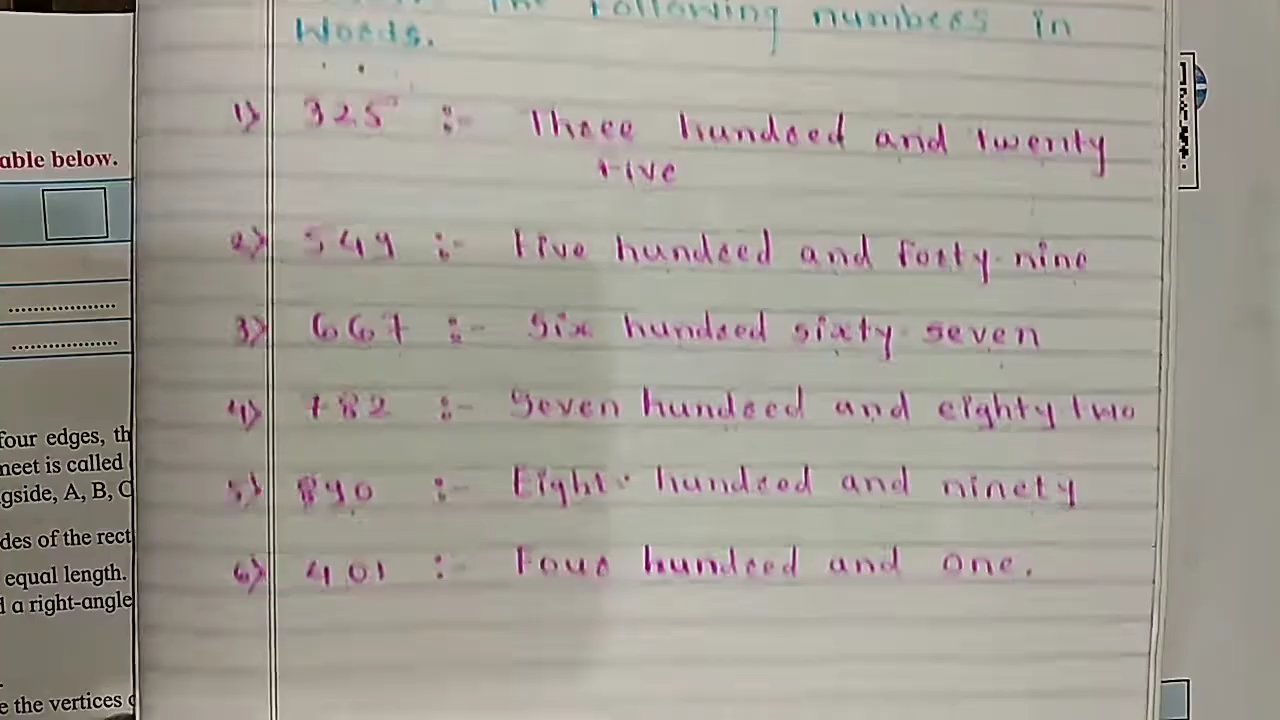 able below.
four edges, th
meet is called
gside, A, B, C
des of the rect
equal length.
a right-angle
e the vertices
The following numbers in
Words.
1) 325 :- Three hundred and Twenty
five
2) 549 :- Five hundred and forty-nine
3) 667 :- Six hundred sixty-seven
4) 782 :- Seven hundred and eighty two
5) 890 :- Eight hundred and ninety
6) 401 :- Four hundred and one.